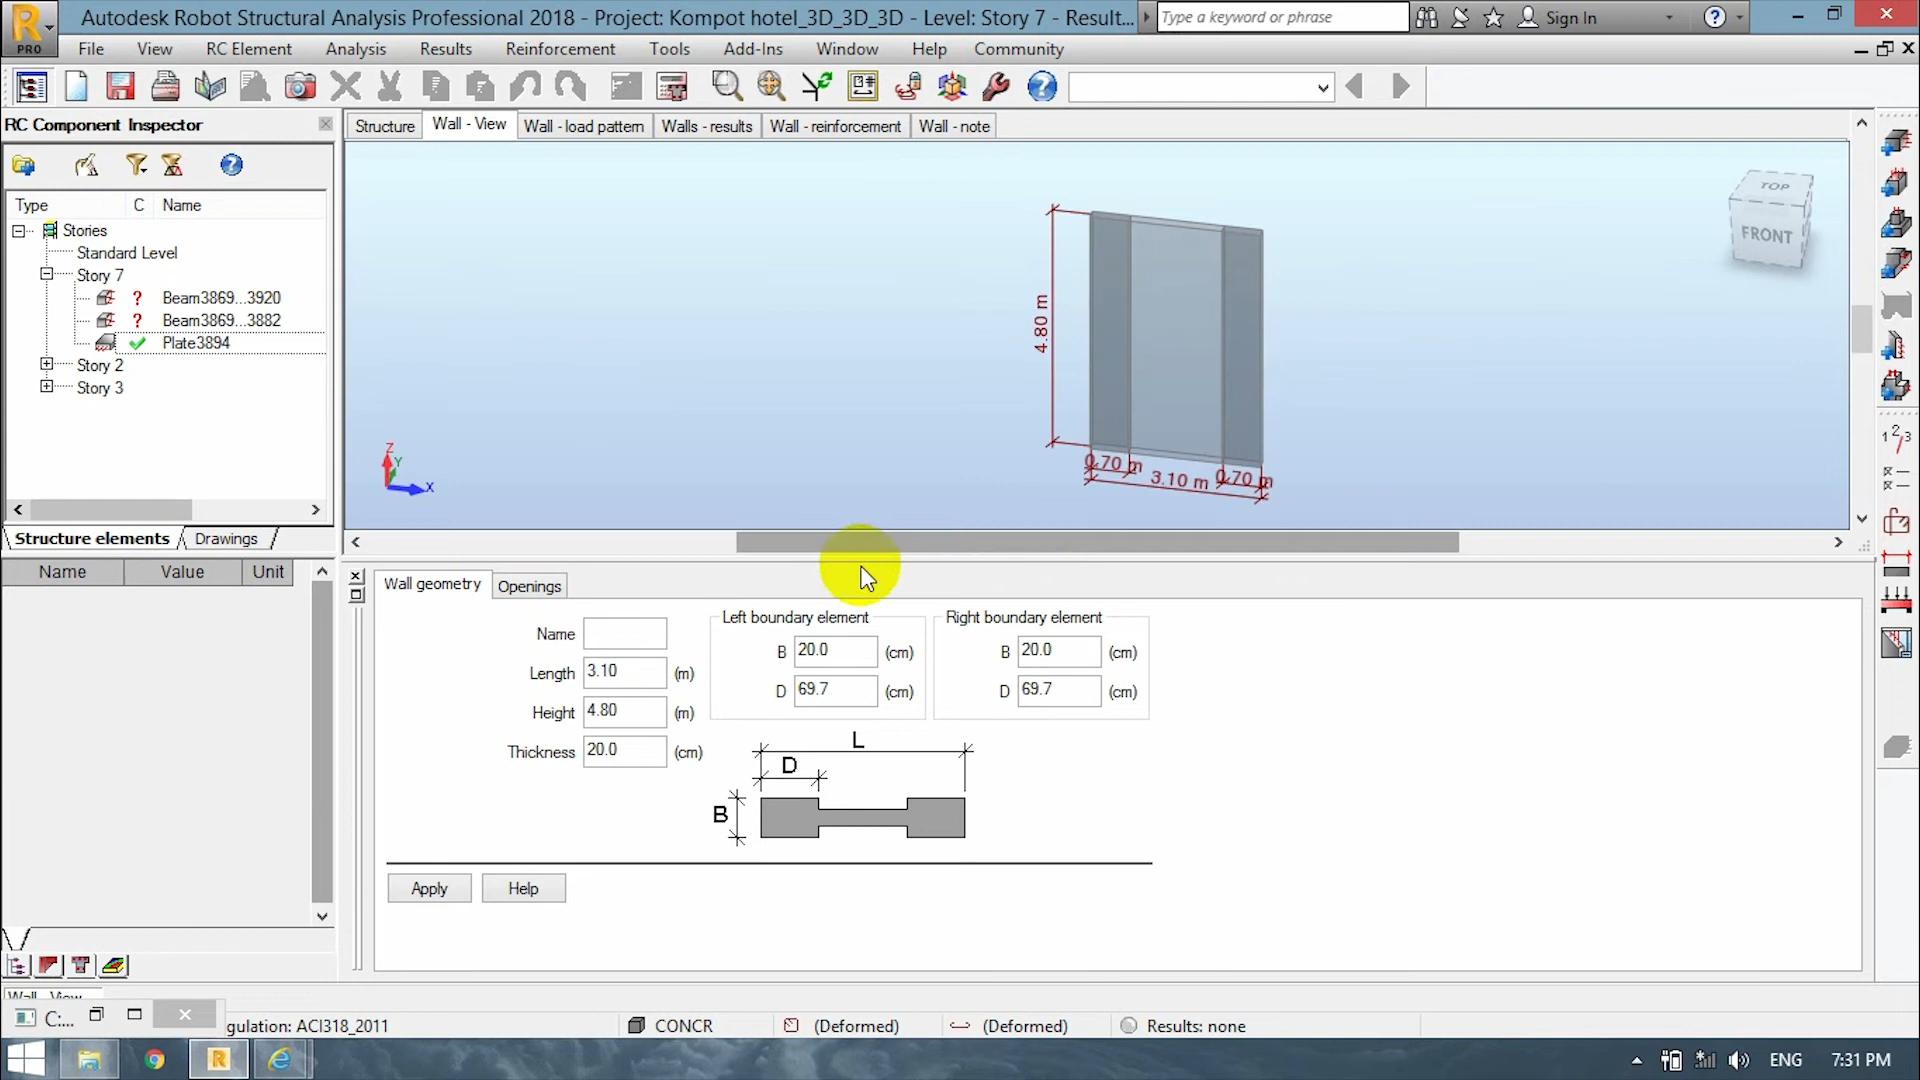 Autodesk Robot Structural Analysis Professional 2018 - Project: Kompot hotel_3D_3D_3D - Level: Story 7 - Result...
Type a keyword or phrase
Sign In
PRO
File View RC Element Analysis Results Reinforcement Tools Add-Ins Window Help Community
RC Component Inspector
Structure Wall - View Wall - load pattern Walls - results Wall - reinforcement Wall - note
Type C Name
Stories
Standard Level
Story 7
? Beam3869...3920
? Beam3869...3882
Plate3894
Story 2
Story 3
Structure elements Drawings
Name Value Unit
TOP
FRONT
4.80 m
0.70 m
3.10 m
0.70 m
Z
Y
X
Wall geometry Openings
Name
Length 3.10 (m)
Height 4.80 (m)
Thickness 20.0 (cm)
Left boundary element
B 20.0 (cm)
D 69.7 (cm)
Right boundary element
B 20.0 (cm)
D 69.7 (cm)
L
D
B
Apply Help
Wall - View
C:...
gulation: ACI318_2011
CONCR
(Deformed)
(Deformed)
Results: none
ENG 7:31 PM